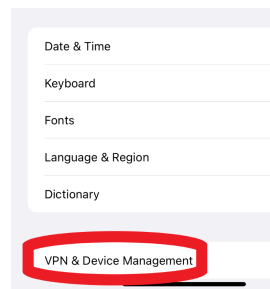 Date & Time
Keyboard
Fonts
Language & Region
Dictionary
VPN & Device Management